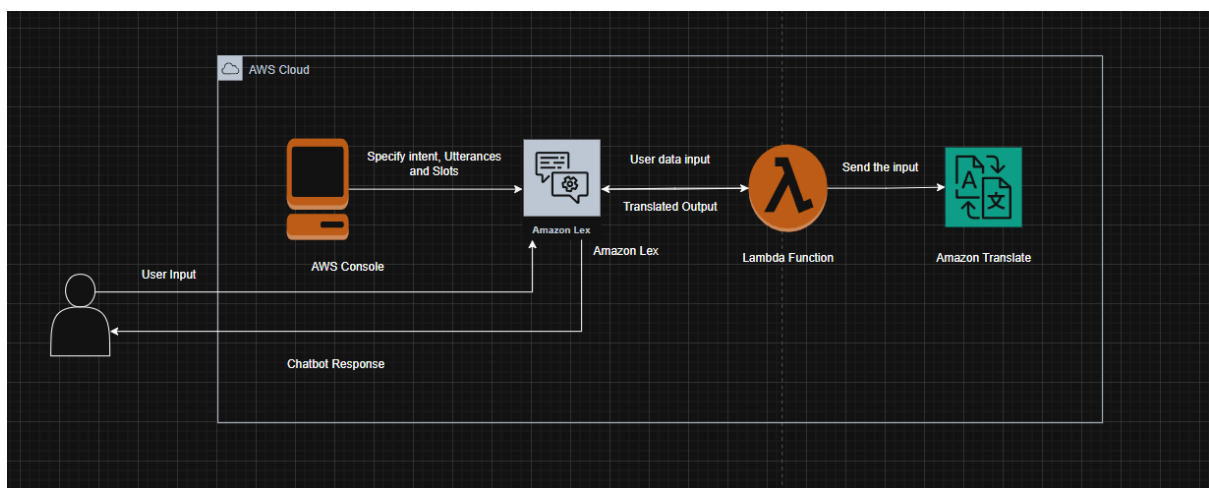 AWS Cloud
Specify intent, Utterances
and Slots
User data input
Send the input
Translated Output
A
文
Amazon Lex
Amazon Lex
Lambda Function
Amazon Translate
AWS Console
User Input
Chatbot Response